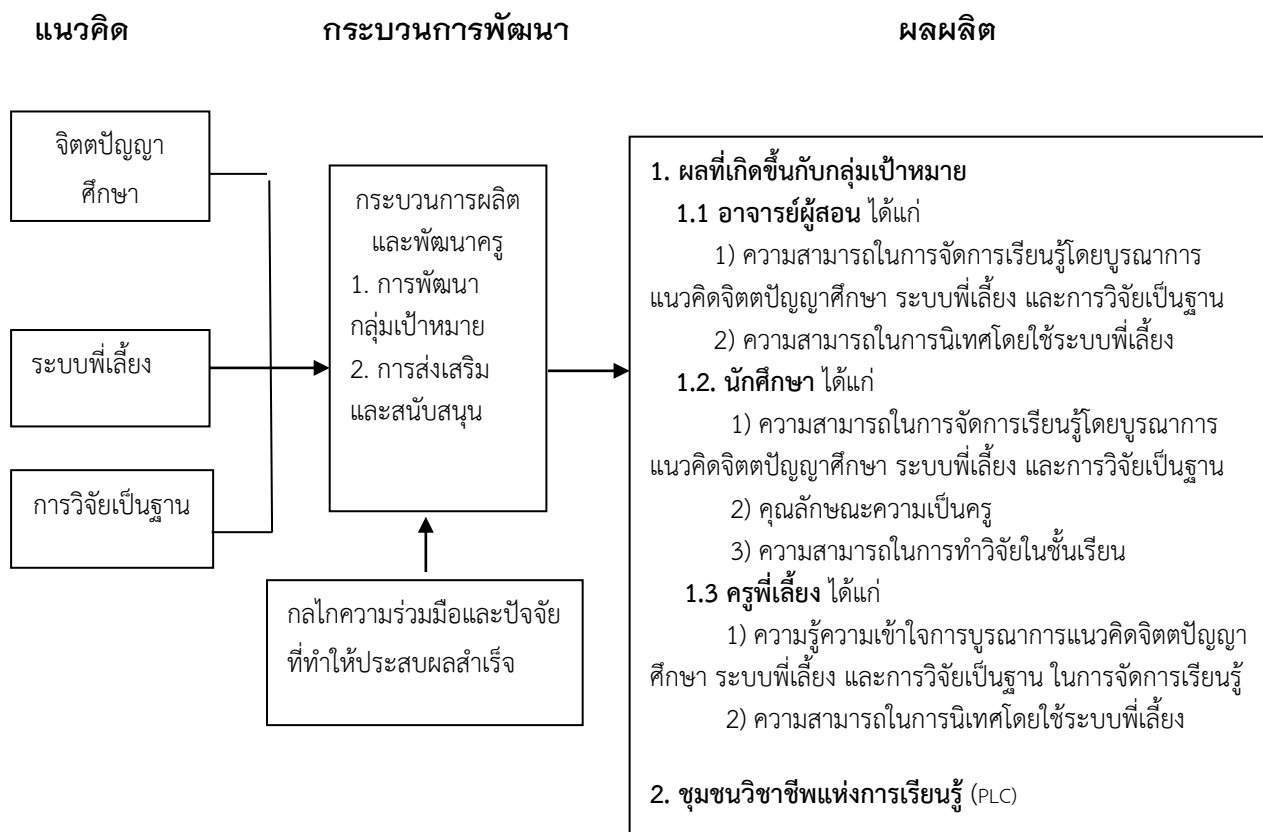 แนวคิด
กระบวนการพัฒนา
ผลผลิต
จิตตปัญญา
ศึกษา
ระบบพี่เลี้ยง
การวิจัยเป็นฐาน
กระบวนการผลิต
และพัฒนาครู
1. การพัฒนา
กลุ่มเป้าหมาย
2. การส่งเสริม
และสนับสนุน
กลไกความร่วมมือและปัจจัย
ที่ทำให้ประสบผลสำเร็จ
1. ผลที่เกิดขึ้นกับกลุ่มเป้าหมาย
1.1 อาจารย์ผู้สอน ได้แก่
1) ความสามารถในการจัดการเรียนรู้โดยบูรณาการ
แนวคิดจิตตปัญญาศึกษา ระบบพี่เลี้ยง และการวิจัยเป็นฐาน
2) ความสามารถในการนิเทศโดยใช้ระบบพี่เลี้ยง
1.2. นักศึกษา ได้แก่
1) ความสามารถในการจัดการเรียนรู้โดยบูรณาการ
แนวคิดจิตตปัญญาศึกษา ระบบพี่เลี้ยง และการวิจัยเป็นฐาน
2) คุณลักษณะความเป็นครู
3) ความสามารถในการทำวิจัยในชั้นเรียน
1.3 ครูพี่เลี้ยง ได้แก่
1) ความรู้ความเข้าใจการบูรณาการแนวคิดจิตตปัญญา
ศึกษา ระบบพี่เลี้ยง และการวิจัยเป็นฐาน ในการจัดการเรียนรู้
2) ความสามารถในการนิเทศโดยใช้ระบบพี่เลี้ยง
2. ชุมชนวิชาชีพแห่งการเรียนรู้ (PLC)